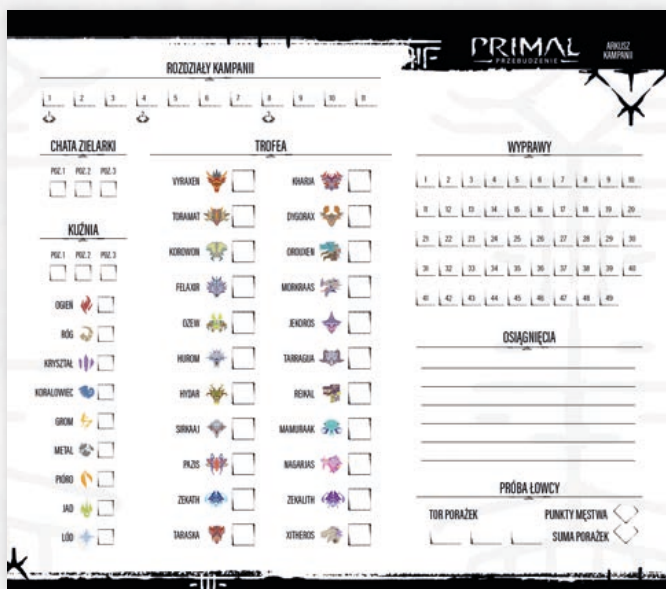 PRIMAL
PRZEBUDZENIE
ARKUSZ
KAMPANII
ROZDZIAŁY KAMPANII
1 2 3 4 5 6 7 8 9 10 11
CHATA ZIELARKI
POZ.1 POZ.2 POZ.3
KUŹNIA
POZ.1 POZ.2 POZ.3
OGIEŃ
RÓG
KRYSZTAŁ
KORALOWIEC
GROM
METAL
PIÓRO
JAD
LÓD
TROFEA
VYRAXEN KHARJA
TORAMAT DYGORAX
KOROWON OROUXEN
FELAXIR MORKRAAS
OZEW JEKOROS
HUROM TARRAGUA
HYDAR REIKAL
SIRKAAJ MAMURAAK
PAZIS NAGARJAS
ZEKATH ZEKALITH
TARASKA XITHEROS
WYPRAWY
1 2 3 4 5 6 7 8 9 10
11 12 13 14 15 16 17 18 19 20
21 22 23 24 25 26 27 28 29 30
31 32 33 34 35 36 37 38 39 40
41 42 43 44 45 46 47 48 49
OSIĄGNIĘCIA
PRÓBA ŁOWCY
TOR PORAŻEK PUNKTY MĘSTWA
SUMA PORAŻEK